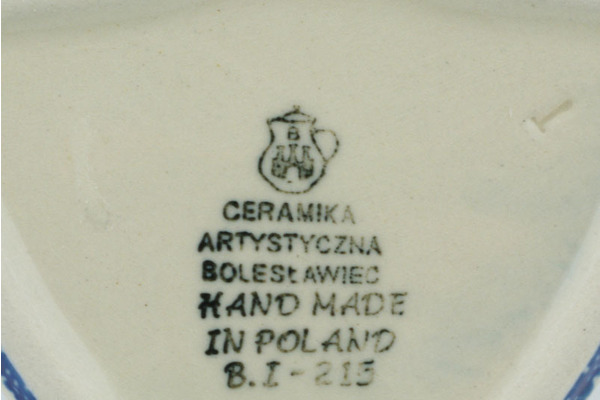 CERAMIKA
ARTYSTYCZNA
BOLESŁAWIEC
HAND MADE
IN POLAND
B.I-215